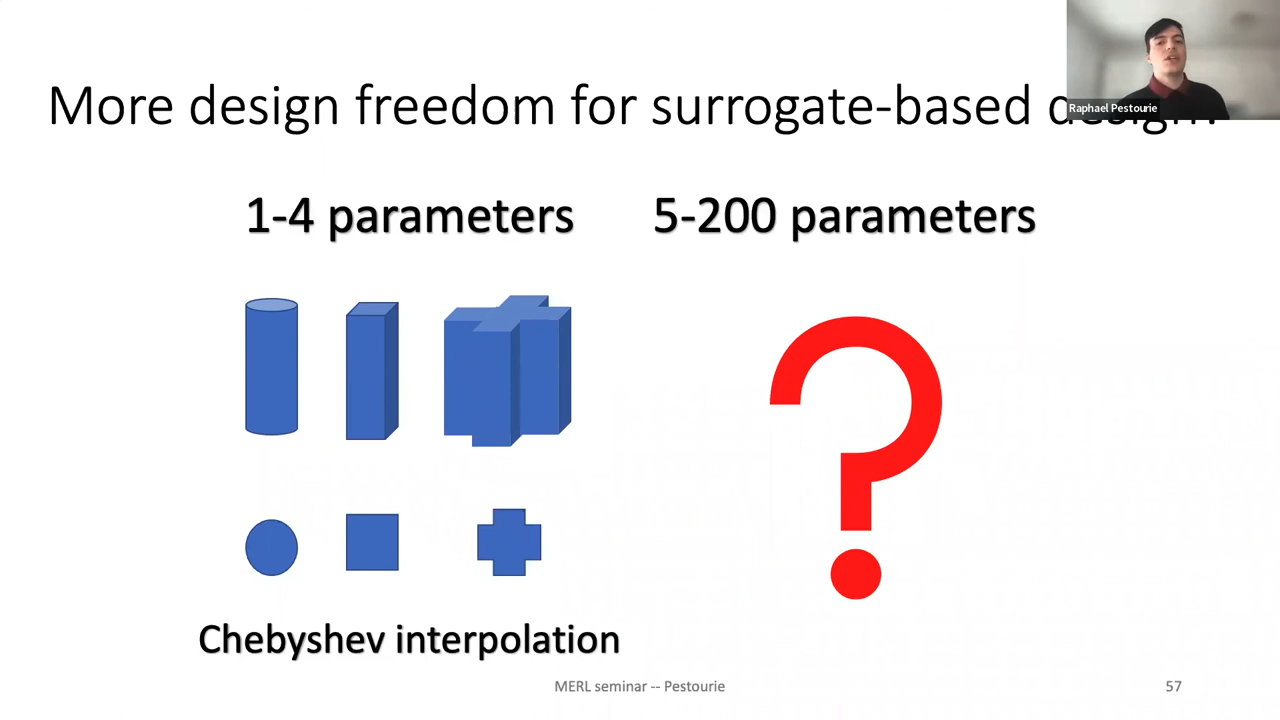 More design freedom for surrogate-based design?
Raphael Pestourie
1-4 parameters
5-200 parameters
Chebyshev interpolation
MERL seminar -- Pestourie
57